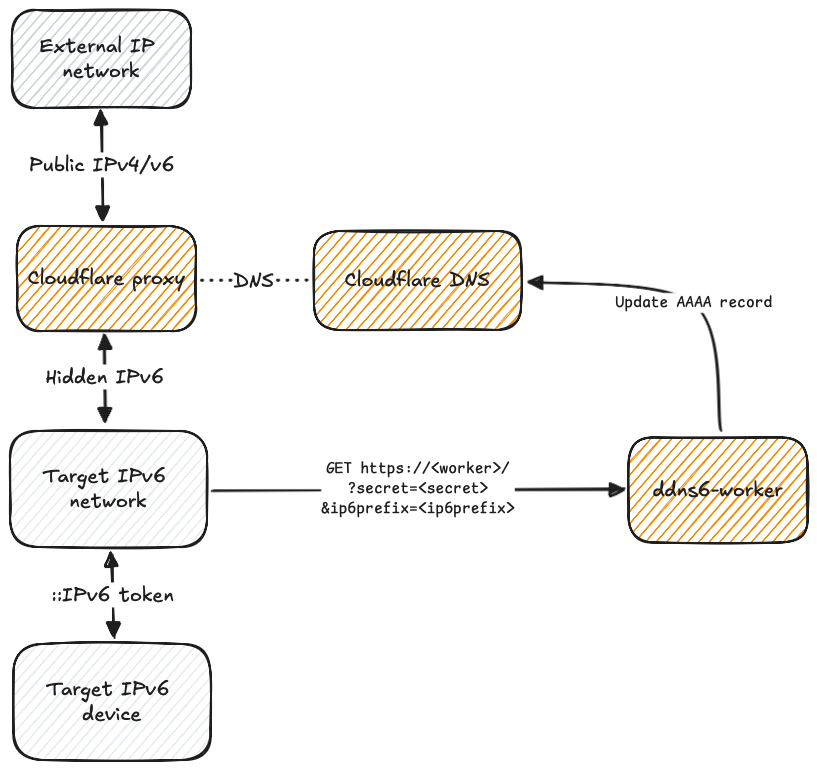 External IP
network
Public IPv4/v6
Cloudflare proxy
DNS
Cloudflare DNS
Update AAAA record
Hidden IPv6
Target IPv6
network
GET https://<worker>/
?secret=<secret>
&ip6prefix=<ip6prefix>
ddns6-worker
::IPv6 token
Target IPv6
device